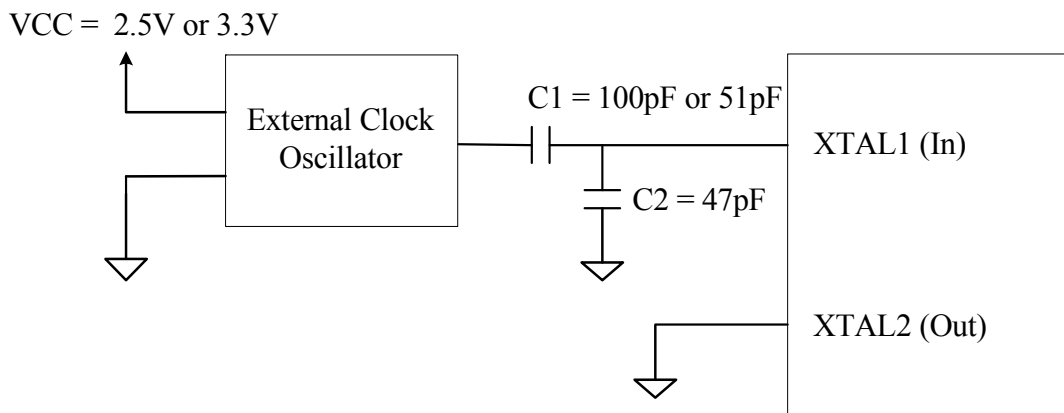 VCC = 2.5V or 3.3V
External Clock
Oscillator
C1 = 100pF or 51pF
C2 = 47pF
XTAL1 (In)
XTAL2 (Out)